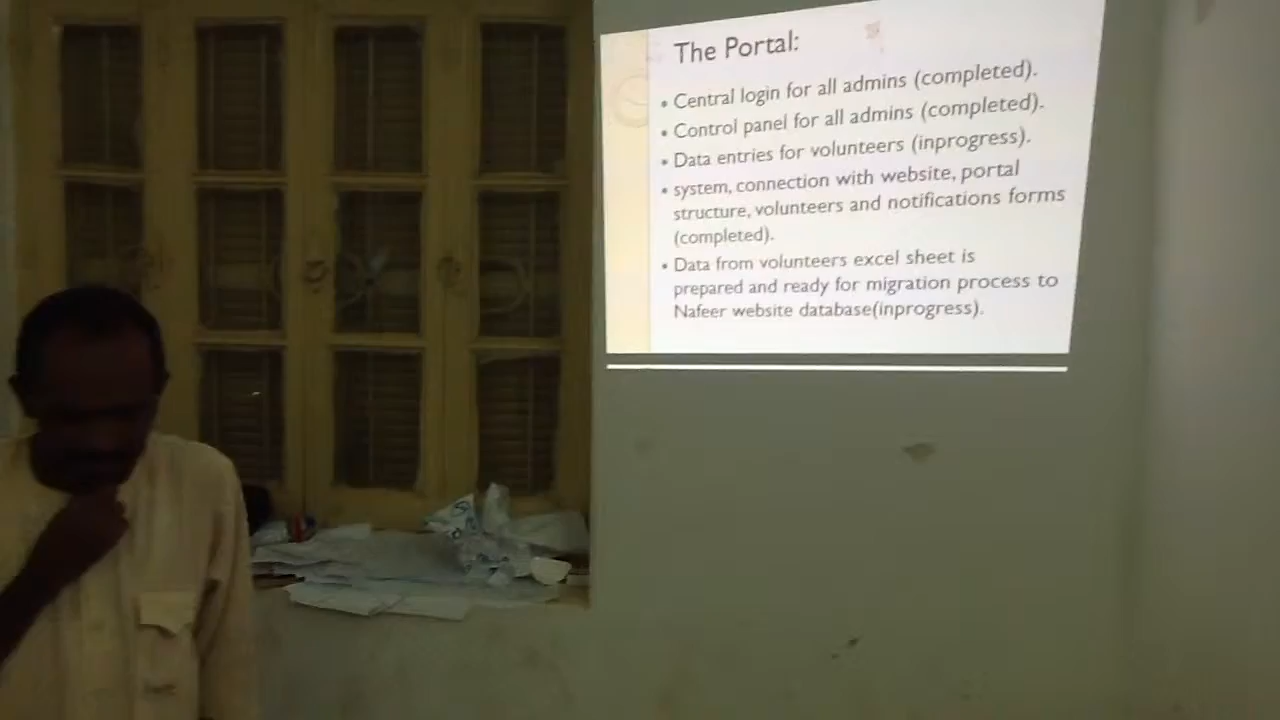 The Portal:
• Central login for all admins (completed).
• Control panel for all admins (completed).
• Data entries for volunteers (inprogress).
• system, connection with website, portal
structure, volunteers and notifications forms
(completed).
• Data from volunteers excel sheet is
prepared and ready for migration process to
Nafeer website database(inprogress).